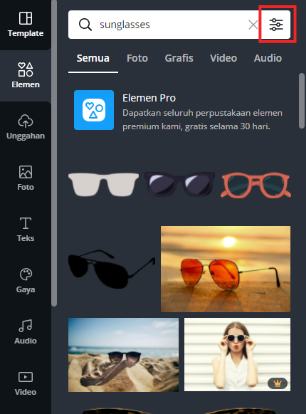 sunglasses
Template
Elemen
Unggahan
Foto
Teks
Gaya
Audio
Video
Semua Foto Grafis Video Audio
Elemen Pro
Dapatkan seluruh perpustakaan elemen
premium kami, gratis selama 30 hari.